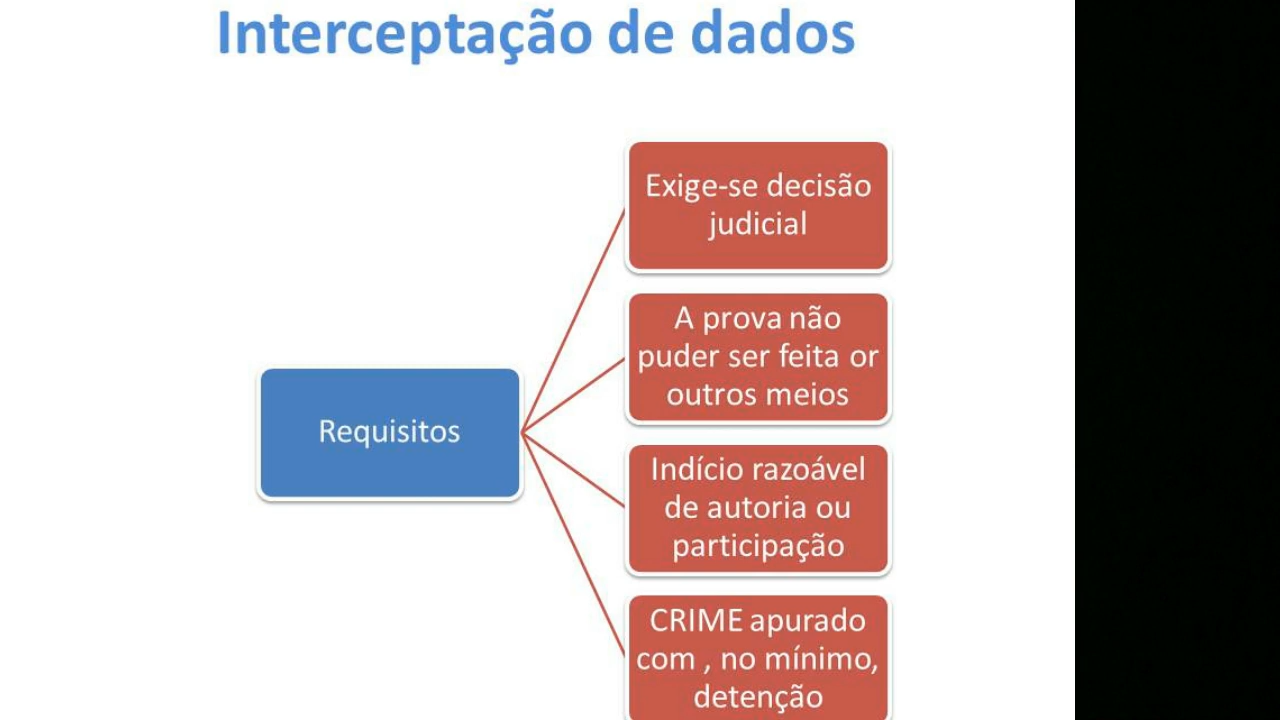 Interceptação de dados
Exige-se decisão
judicial
A prova não
puder ser feita or
outros meios
Requisitos
Indício razoável
de autoria ou
participação
CRIME apurado
com , no mínimo,
detenção